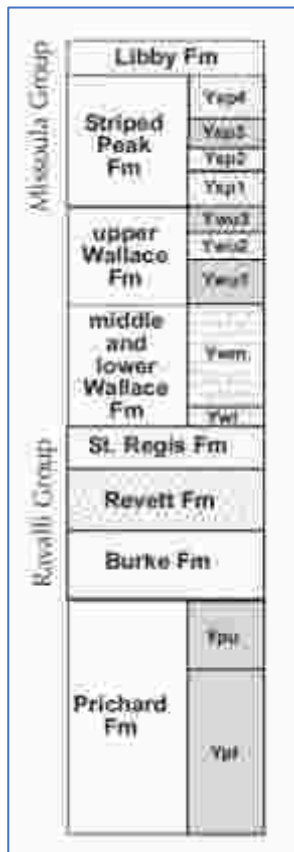 Missoula Group
Libby Fm
Striped
Peak
Fm
Ysp4
Ysp3
Ysp2
Ysp1
upper
Wallace
Fm
Ywu3
Ywu2
Ywu1
middle
and
lower
Wallace
Fm
Ywm
Ywl
Ravalli Group
St. Regis Fm
Revett Fm
Burke Fm
Prichard
Fm
Ypu
Ypl